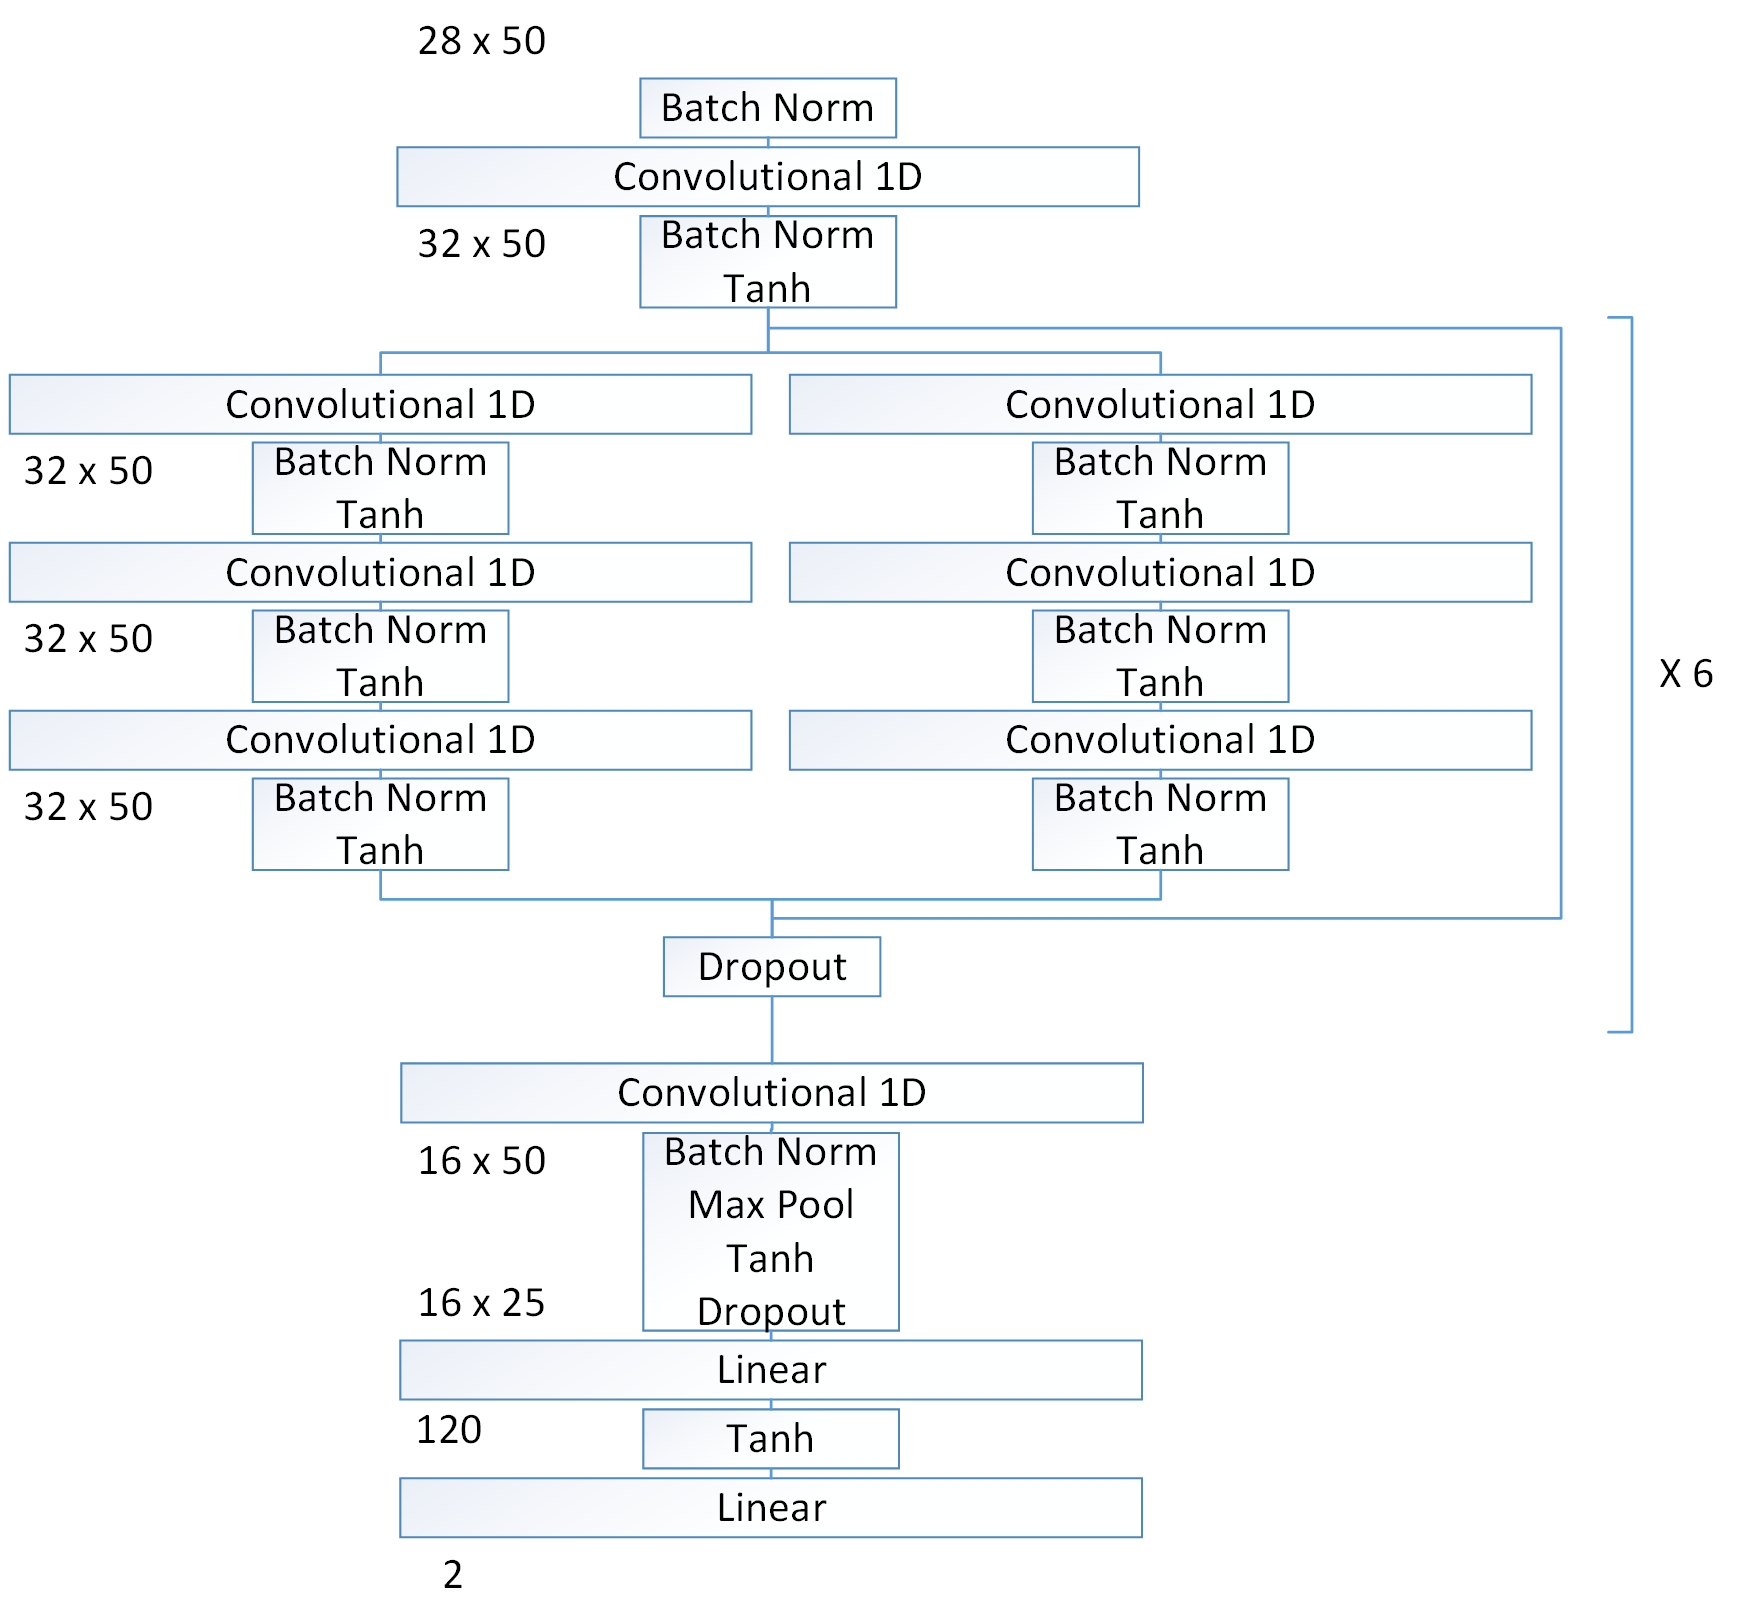 28 x 50
Batch Norm
Convolutional 1D
32 x 50
Batch Norm
Tanh
Convolutional 1D
Convolutional 1D
32 x 50
Batch Norm
Tanh
Batch Norm
Tanh
Convolutional 1D
Convolutional 1D
32 x 50
Batch Norm
Tanh
Batch Norm
Tanh
X 6
Convolutional 1D
Convolutional 1D
32 x 50
Batch Norm
Tanh
Batch Norm
Tanh
Dropout
Convolutional 1D
16 x 50
Batch Norm
Max Pool
Tanh
16 x 25
Dropout
Linear
120
Tanh
Linear
2